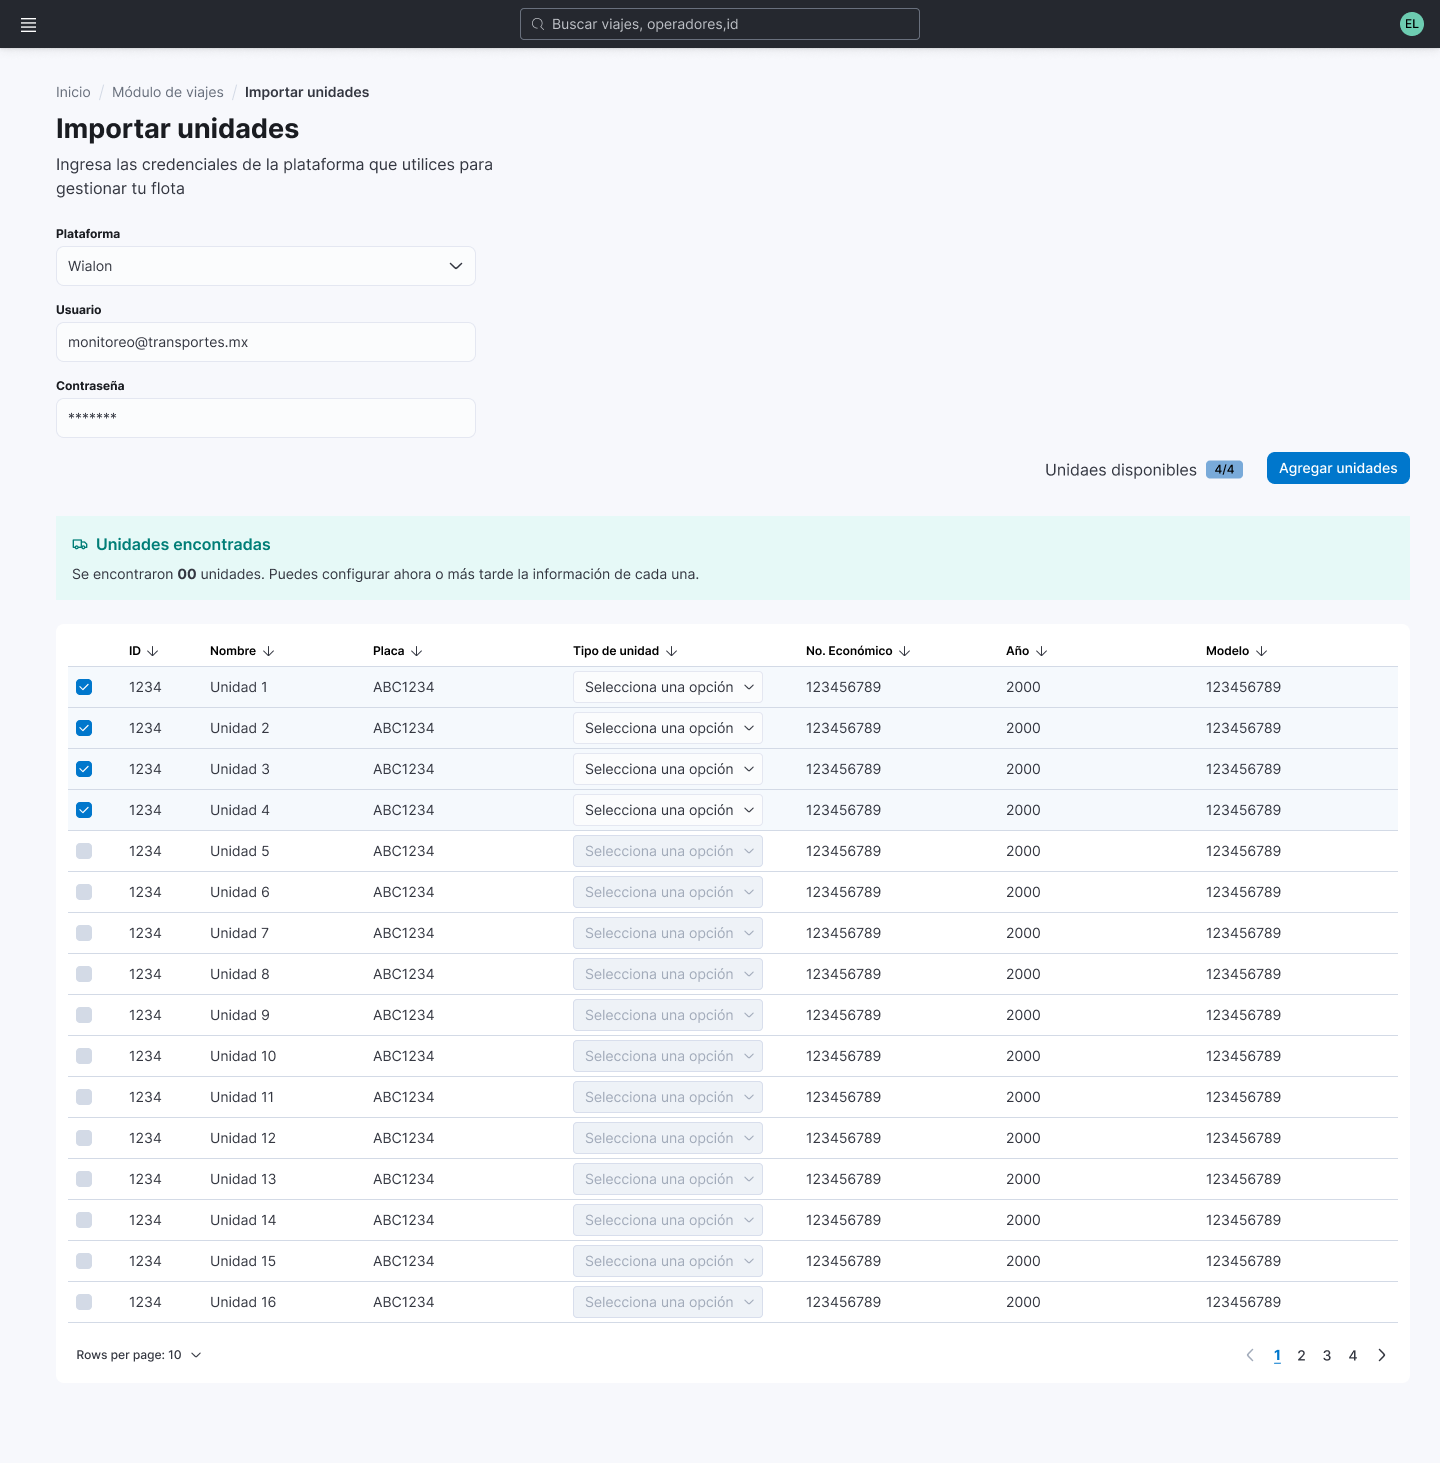 Buscar viajes, operadores,id
EL
Inicio / Módulo de viajes / Importar unidades
Importar unidades
Ingresa las credenciales de la plataforma que utilices para
gestionar tu flota
Plataforma
Wialon
Usuario
monitoreo@transportes.mx
Contraseña
*******
Unidaes disponibles 4/4 Agregar unidades
Unidades encontradas
Se encontraron 00 unidades. Puedes configurar ahora o más tarde la información de cada una.
ID Nombre Placa Tipo de unidad No. Económico Año Modelo
1234 Unidad 1 ABC1234 Selecciona una opción 123456789 2000 123456789
1234 Unidad 2 ABC1234 Selecciona una opción 123456789 2000 123456789
1234 Unidad 3 ABC1234 Selecciona una opción 123456789 2000 123456789
1234 Unidad 4 ABC1234 Selecciona una opción 123456789 2000 123456789
1234 Unidad 5 ABC1234 Selecciona una opción 123456789 2000 123456789
1234 Unidad 6 ABC1234 Selecciona una opción 123456789 2000 123456789
1234 Unidad 7 ABC1234 Selecciona una opción 123456789 2000 123456789
1234 Unidad 8 ABC1234 Selecciona una opción 123456789 2000 123456789
1234 Unidad 9 ABC1234 Selecciona una opción 123456789 2000 123456789
1234 Unidad 10 ABC1234 Selecciona una opción 123456789 2000 123456789
1234 Unidad 11 ABC1234 Selecciona una opción 123456789 2000 123456789
1234 Unidad 12 ABC1234 Selecciona una opción 123456789 2000 123456789
1234 Unidad 13 ABC1234 Selecciona una opción 123456789 2000 123456789
1234 Unidad 14 ABC1234 Selecciona una opción 123456789 2000 123456789
1234 Unidad 15 ABC1234 Selecciona una opción 123456789 2000 123456789
1234 Unidad 16 ABC1234 Selecciona una opción 123456789 2000 123456789
Rows per page: 10 1 2 3 4